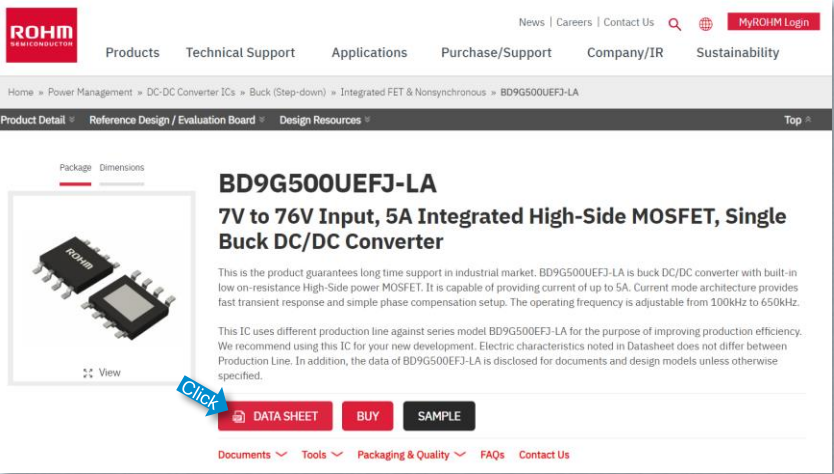 ROHM
SEMICONDUCTOR
News | Careers | Contact Us
MyROHM Login
Products Technical Support Applications Purchase/Support Company/IR Sustainability
Home » Power Management » DC-DC Converter ICs » Buck (Step-down) » Integrated FET & Nonsynchronous » BD9G500UEFJ-LA
Product Detail Reference Design / Evaluation Board Design Resources Top
Package Dimensions
ROHM
View
BD9G500UEFJ-LA
7V to 76V Input, 5A Integrated High-Side MOSFET, Single
Buck DC/DC Converter
This is the product guarantees long time support in industrial market. BD9G500UEFJ-LA is buck DC/DC converter with built-in
low on-resistance High-Side power MOSFET. It is capable of providing current of up to 5A. Current mode architecture provides
fast transient response and simple phase compensation setup. The operating frequency is adjustable from 100kHz to 650kHz.
This IC uses different production line against series model BD9G500EFJ-LA for the purpose of improving production efficiency.
We recommend using this IC for your new development. Electric characteristics noted in Datasheet does not differ between
Production Line. In addition, the data of BD9G500EFJ-LA is disclosed for documents and design models unless otherwise
specified.
Click
DATA SHEET BUY SAMPLE
Documents Tools Packaging & Quality FAQs Contact Us